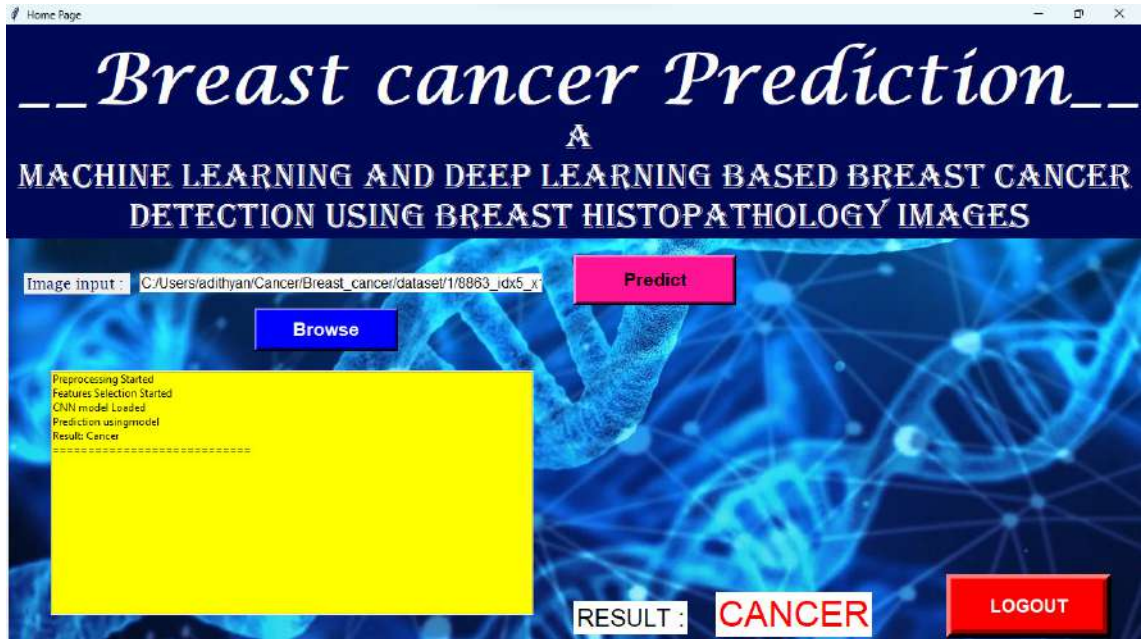 Home Page
__Breast cancer Prediction__
A
MACHINE LEARNING AND DEEP LEARNING BASED BREAST CANCER
DETECTION USING BREAST HISTOPATHOLOGY IMAGES
Image input :
C:/Users/adithyan/Cancer/Breast_cancer/dataset/1/8863_idx5_x
Predict
Browse
Preprocessing Started
Features Selection Started
CNN model Loaded
Prediction usingmodel
Result: Cancer
============================
RESULT :
CANCER
LOGOUT